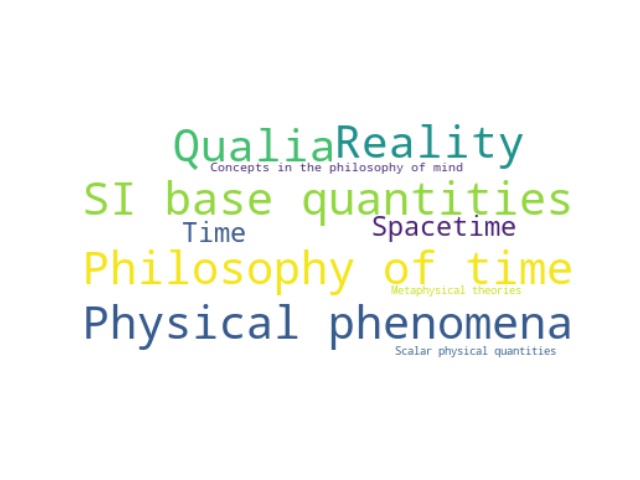 Qualia Reality
Concepts in the philosophy of mind
SI base quantities
Time Spacetime
Philosophy of time
Metaphysical theories
Physical phenomena
Scalar physical quantities